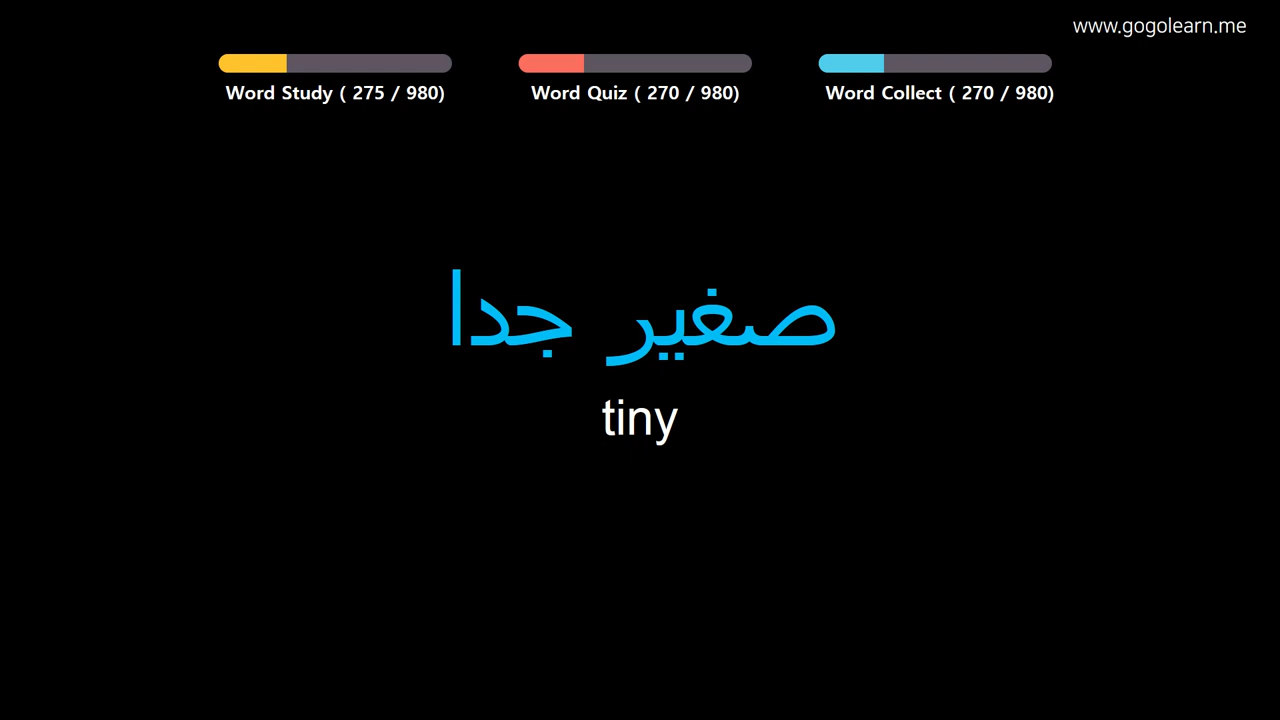 www.gogolearn.me
Word Study ( 275 / 980)
Word Quiz ( 270 / 980)
Word Collect ( 270 / 980)
صغير جدا
tiny